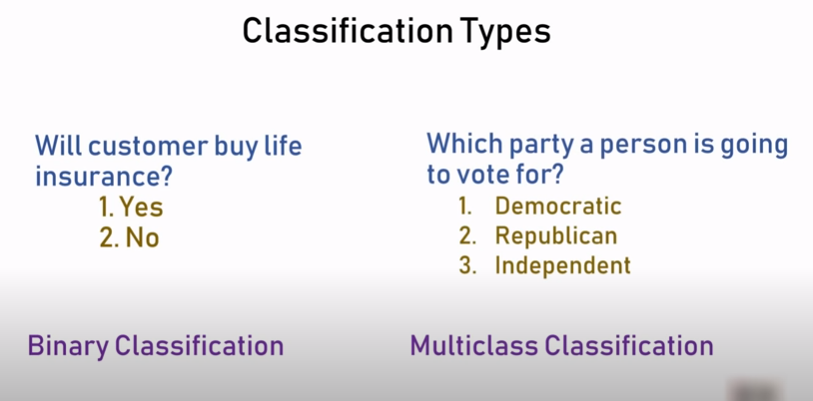 Classification Types
Will customer buy life
insurance?
1. Yes
2. No
Binary Classification
Which party a person is going
to vote for?
1. Democratic
2. Republican
3. Independent
Multiclass Classification